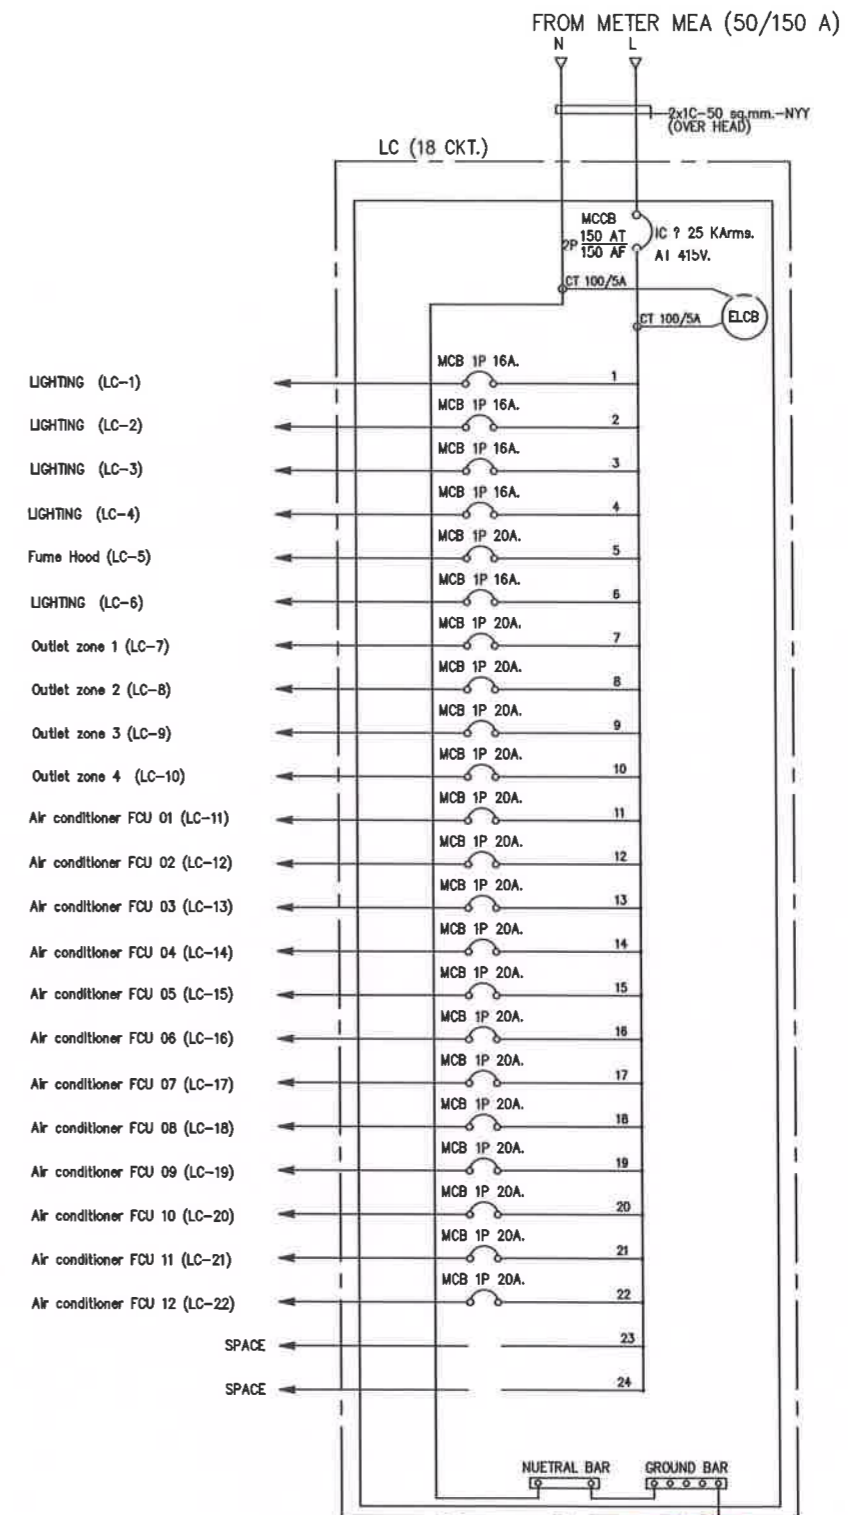 FROM METER MEA (50/150 A)
N L
2x1C-50 sq.mm.-NYY
(OVER HEAD)
LC (18 CKT.)
MCCB
2P 150 AT
150 AF
IC ? 25 KArms.
AT 415V.
CT 100/5A
CT 100/5A
ELCB
LIGHTING (LC-1) MCB 1P 16A. 1
LIGHTING (LC-2) MCB 1P 16A. 2
LIGHTING (LC-3) MCB 1P 16A. 3
LIGHTING (LC-4) MCB 1P 16A. 4
Fume Hood (LC-5) MCB 1P 20A. 5
LIGHTING (LC-6) MCB 1P 16A. 6
Outlet zone 1 (LC-7) MCB 1P 20A. 7
Outlet zone 2 (LC-8) MCB 1P 20A. 8
Outlet zone 3 (LC-9) MCB 1P 20A. 9
Outlet zone 4 (LC-10) MCB 1P 20A. 10
Air conditioner FCU 01 (LC-11) MCB 1P 20A. 11
Air conditioner FCU 02 (LC-12) MCB 1P 20A. 12
Air conditioner FCU 03 (LC-13) MCB 1P 20A. 13
Air conditioner FCU 04 (LC-14) MCB 1P 20A. 14
Air conditioner FCU 05 (LC-15) MCB 1P 20A. 15
Air conditioner FCU 06 (LC-16) MCB 1P 20A. 16
Air conditioner FCU 07 (LC-17) MCB 1P 20A. 17
Air conditioner FCU 08 (LC-18) MCB 1P 20A. 18
Air conditioner FCU 09 (LC-19) MCB 1P 20A. 19
Air conditioner FCU 10 (LC-20) MCB 1P 20A. 20
Air conditioner FCU 11 (LC-21) MCB 1P 20A. 21
Air conditioner FCU 12 (LC-22) MCB 1P 20A. 22
SPACE 23
SPACE 24
NUETRAL BAR GROUND BAR